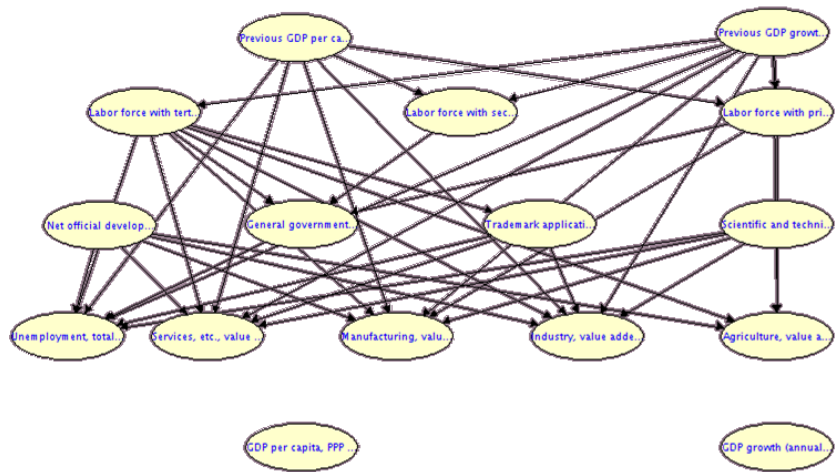 Previous GDP per ca...
Previous GDP growt...
Labor force with tert...
Labor force with sec...
Labor force with pri...
Net official develop...
General government...
Trademark applicati...
Scientific and techni...
Unemployment, total...
Services, etc., value ...
Manufacturing, valu...
Industry, value adde...
Agriculture, value a...
GDP per capita, PPP ...
GDP growth (annual...